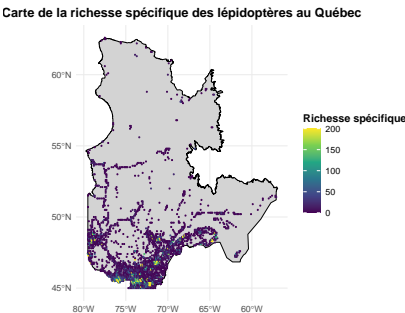 Carte de la richesse spécifique des lépidoptères au Québec
60°N
55°N
50°N
45°N
80°W
75°W
70°W
65°W
60°W
Richesse spécifique
200
150
100
50
0